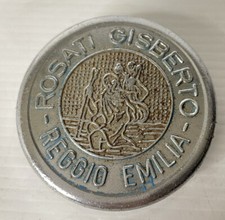 ROSATI GISBERTO
- REGGIO EMILIA -